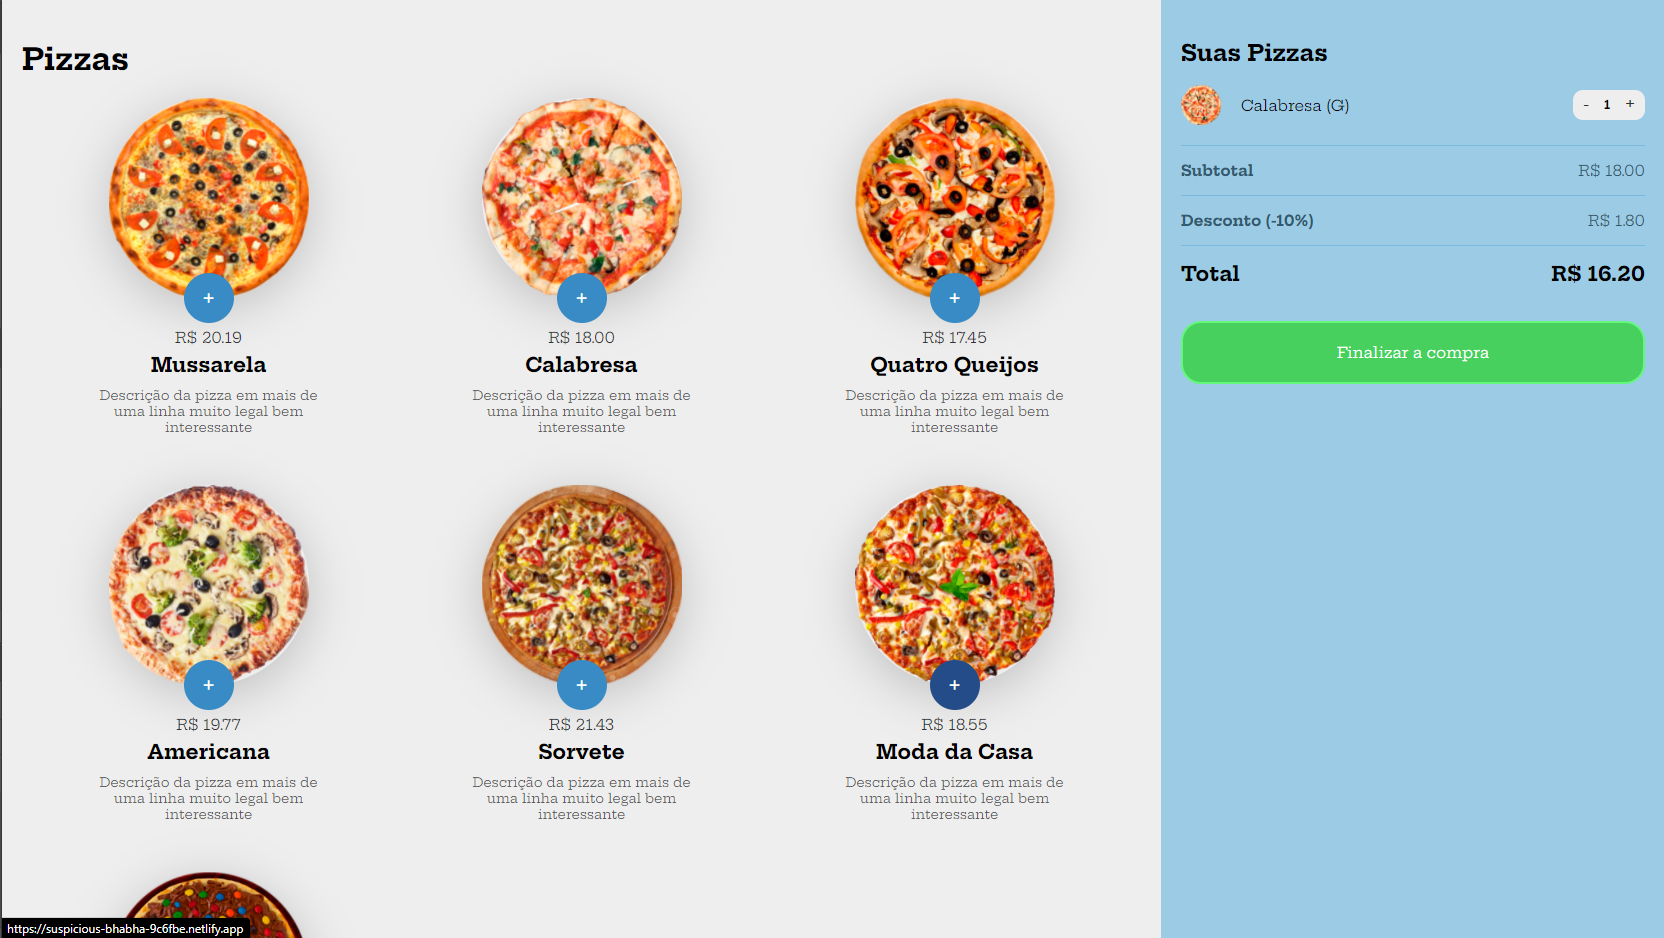 Pizzas
+
R$ 20.19
Mussarela
Descrição da pizza em mais de
uma linha muito legal bem
interessante
+
R$ 18.00
Calabresa
Descrição da pizza em mais de
uma linha muito legal bem
interessante
+
R$ 17.45
Quatro Queijos
Descrição da pizza em mais de
uma linha muito legal bem
interessante
+
R$ 19.77
Americana
Descrição da pizza em mais de
uma linha muito legal bem
interessante
+
R$ 21.43
Sorvete
Descrição da pizza em mais de
uma linha muito legal bem
interessante
+
R$ 18.55
Moda da Casa
Descrição da pizza em mais de
uma linha muito legal bem
interessante
https://suspicious-bhabha-9c6fbe.netlify.app
Suas Pizzas
Calabresa (G) - 1 +
Subtotal R$ 18.00
Desconto (-10%) R$ 1.80
Total R$ 16.20
Finalizar a compra